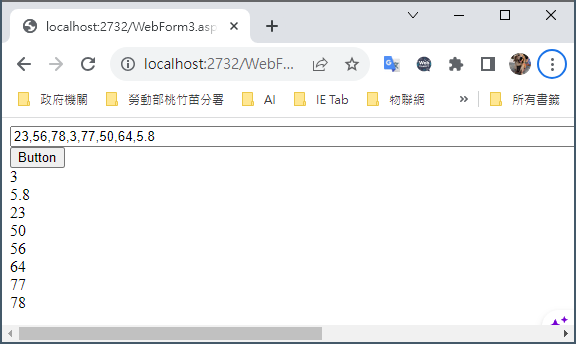 localhost:2732/WebForm3.asp
localhost:2732/WebF...
政府機關 勞動部桃竹苗分署 AI IE Tab 物聯網 » 所有書籤
23,56,78,3,77,50,64,5.8
Button
3
5.8
23
50
56
64
77
78